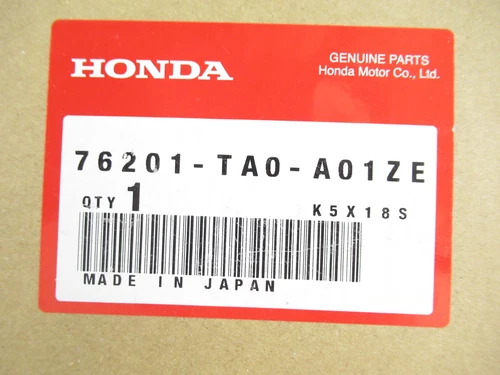 HONDA
GENUINE PARTS
Honda Motor Co., Ltd.
76201-TA0-A01ZE
QTY 1
K5X18S
MADE IN JAPAN